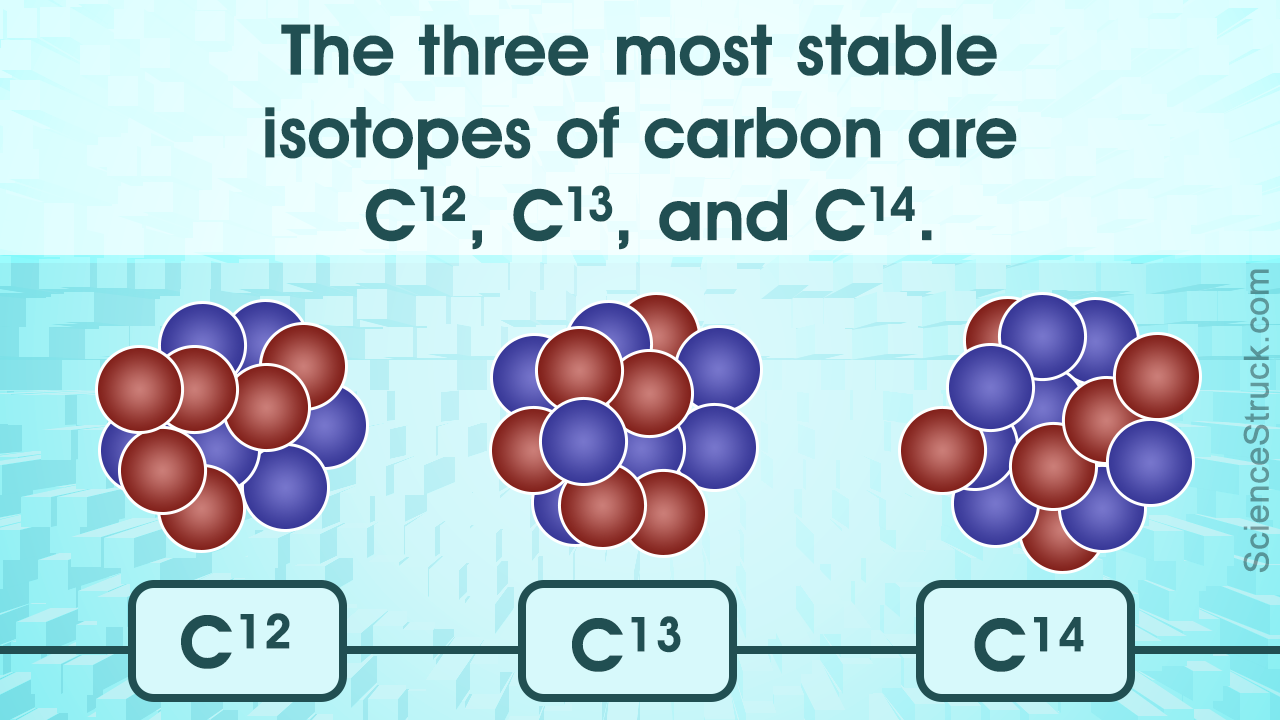 The three most stable
isotopes of carbon are
C¹², C¹³, and C¹⁴.
ScienceStruck.com
C¹²
C¹³
C¹⁴